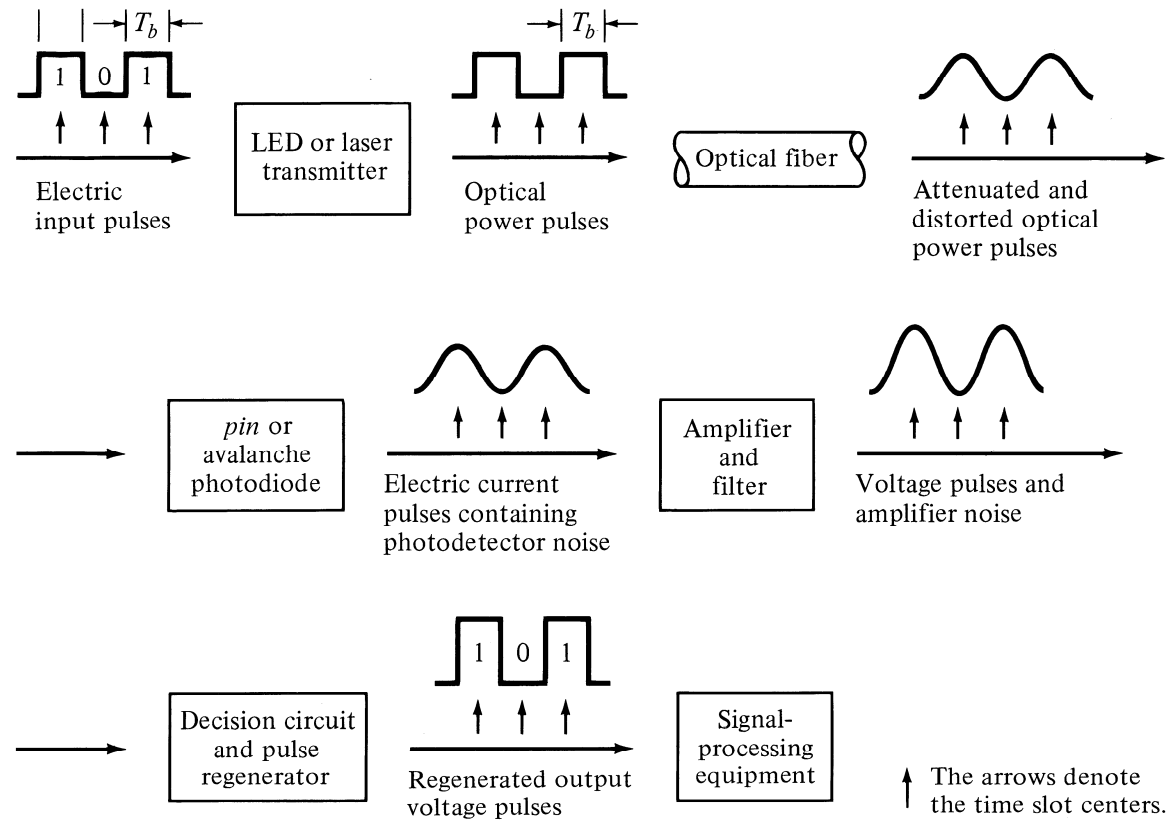 T_b
1 0 1
LED or laser
transmitter
Electric
input pulses
T_b
Optical
power pulses
Optical fiber
Attenuated and
distorted optical
power pulses
pin or
avalanche
photodiode
Electric current
pulses containing
photodetector noise
Amplifier
and
filter
Voltage pulses and
amplifier noise
Decision circuit
and pulse
regenerator
1 0 1
Regenerated output
voltage pulses
Signal-
processing
equipment
The arrows denote
the time slot centers.